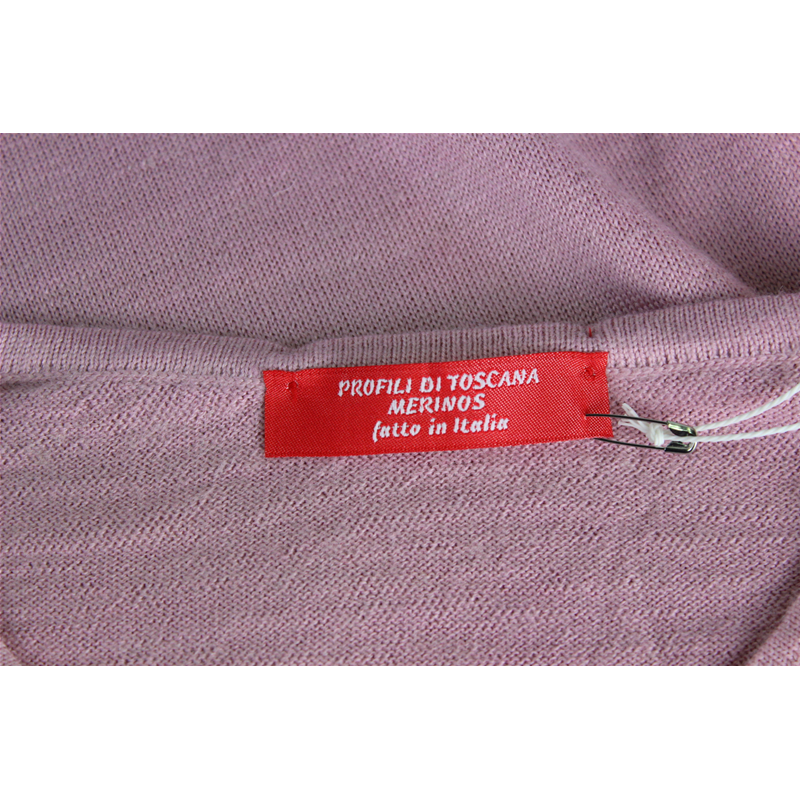 PROFILI DI TOSCANA
MERINOS
fatto in Italia